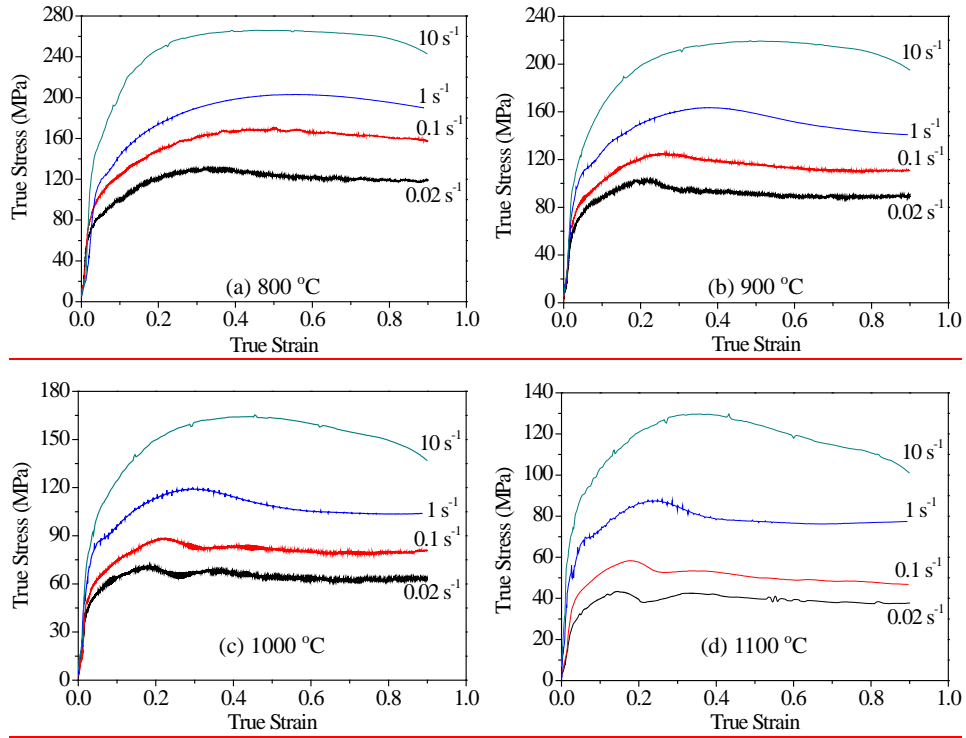 280
240
200
160
120
80
40
0
True Stress (MPa)
10 s-1
1 s-1
0.1 s-1
0.02 s-1
(a) 800 °C
0.0 0.2 0.4 0.6 0.8 1.0
True Strain
240
200
160
120
80
40
0
True Stress (MPa)
10 s-1
1 s-1
0.1 s-1
0.02 s-1
(b) 900 °C
0.0 0.2 0.4 0.6 0.8 1.0
True Strain
180
150
120
90
60
30
0
True Stress (MPa)
10 s-1
1 s-1
0.1 s-1
0.02 s-1
(c) 1000 °C
0.0 0.2 0.4 0.6 0.8 1.0
True Strain
140
120
100
80
60
40
20
0
True Stress (MPa)
10 s-1
1 s-1
0.1 s-1
0.02 s-1
(d) 1100 °C
0.0 0.2 0.4 0.6 0.8 1.0
True Strain